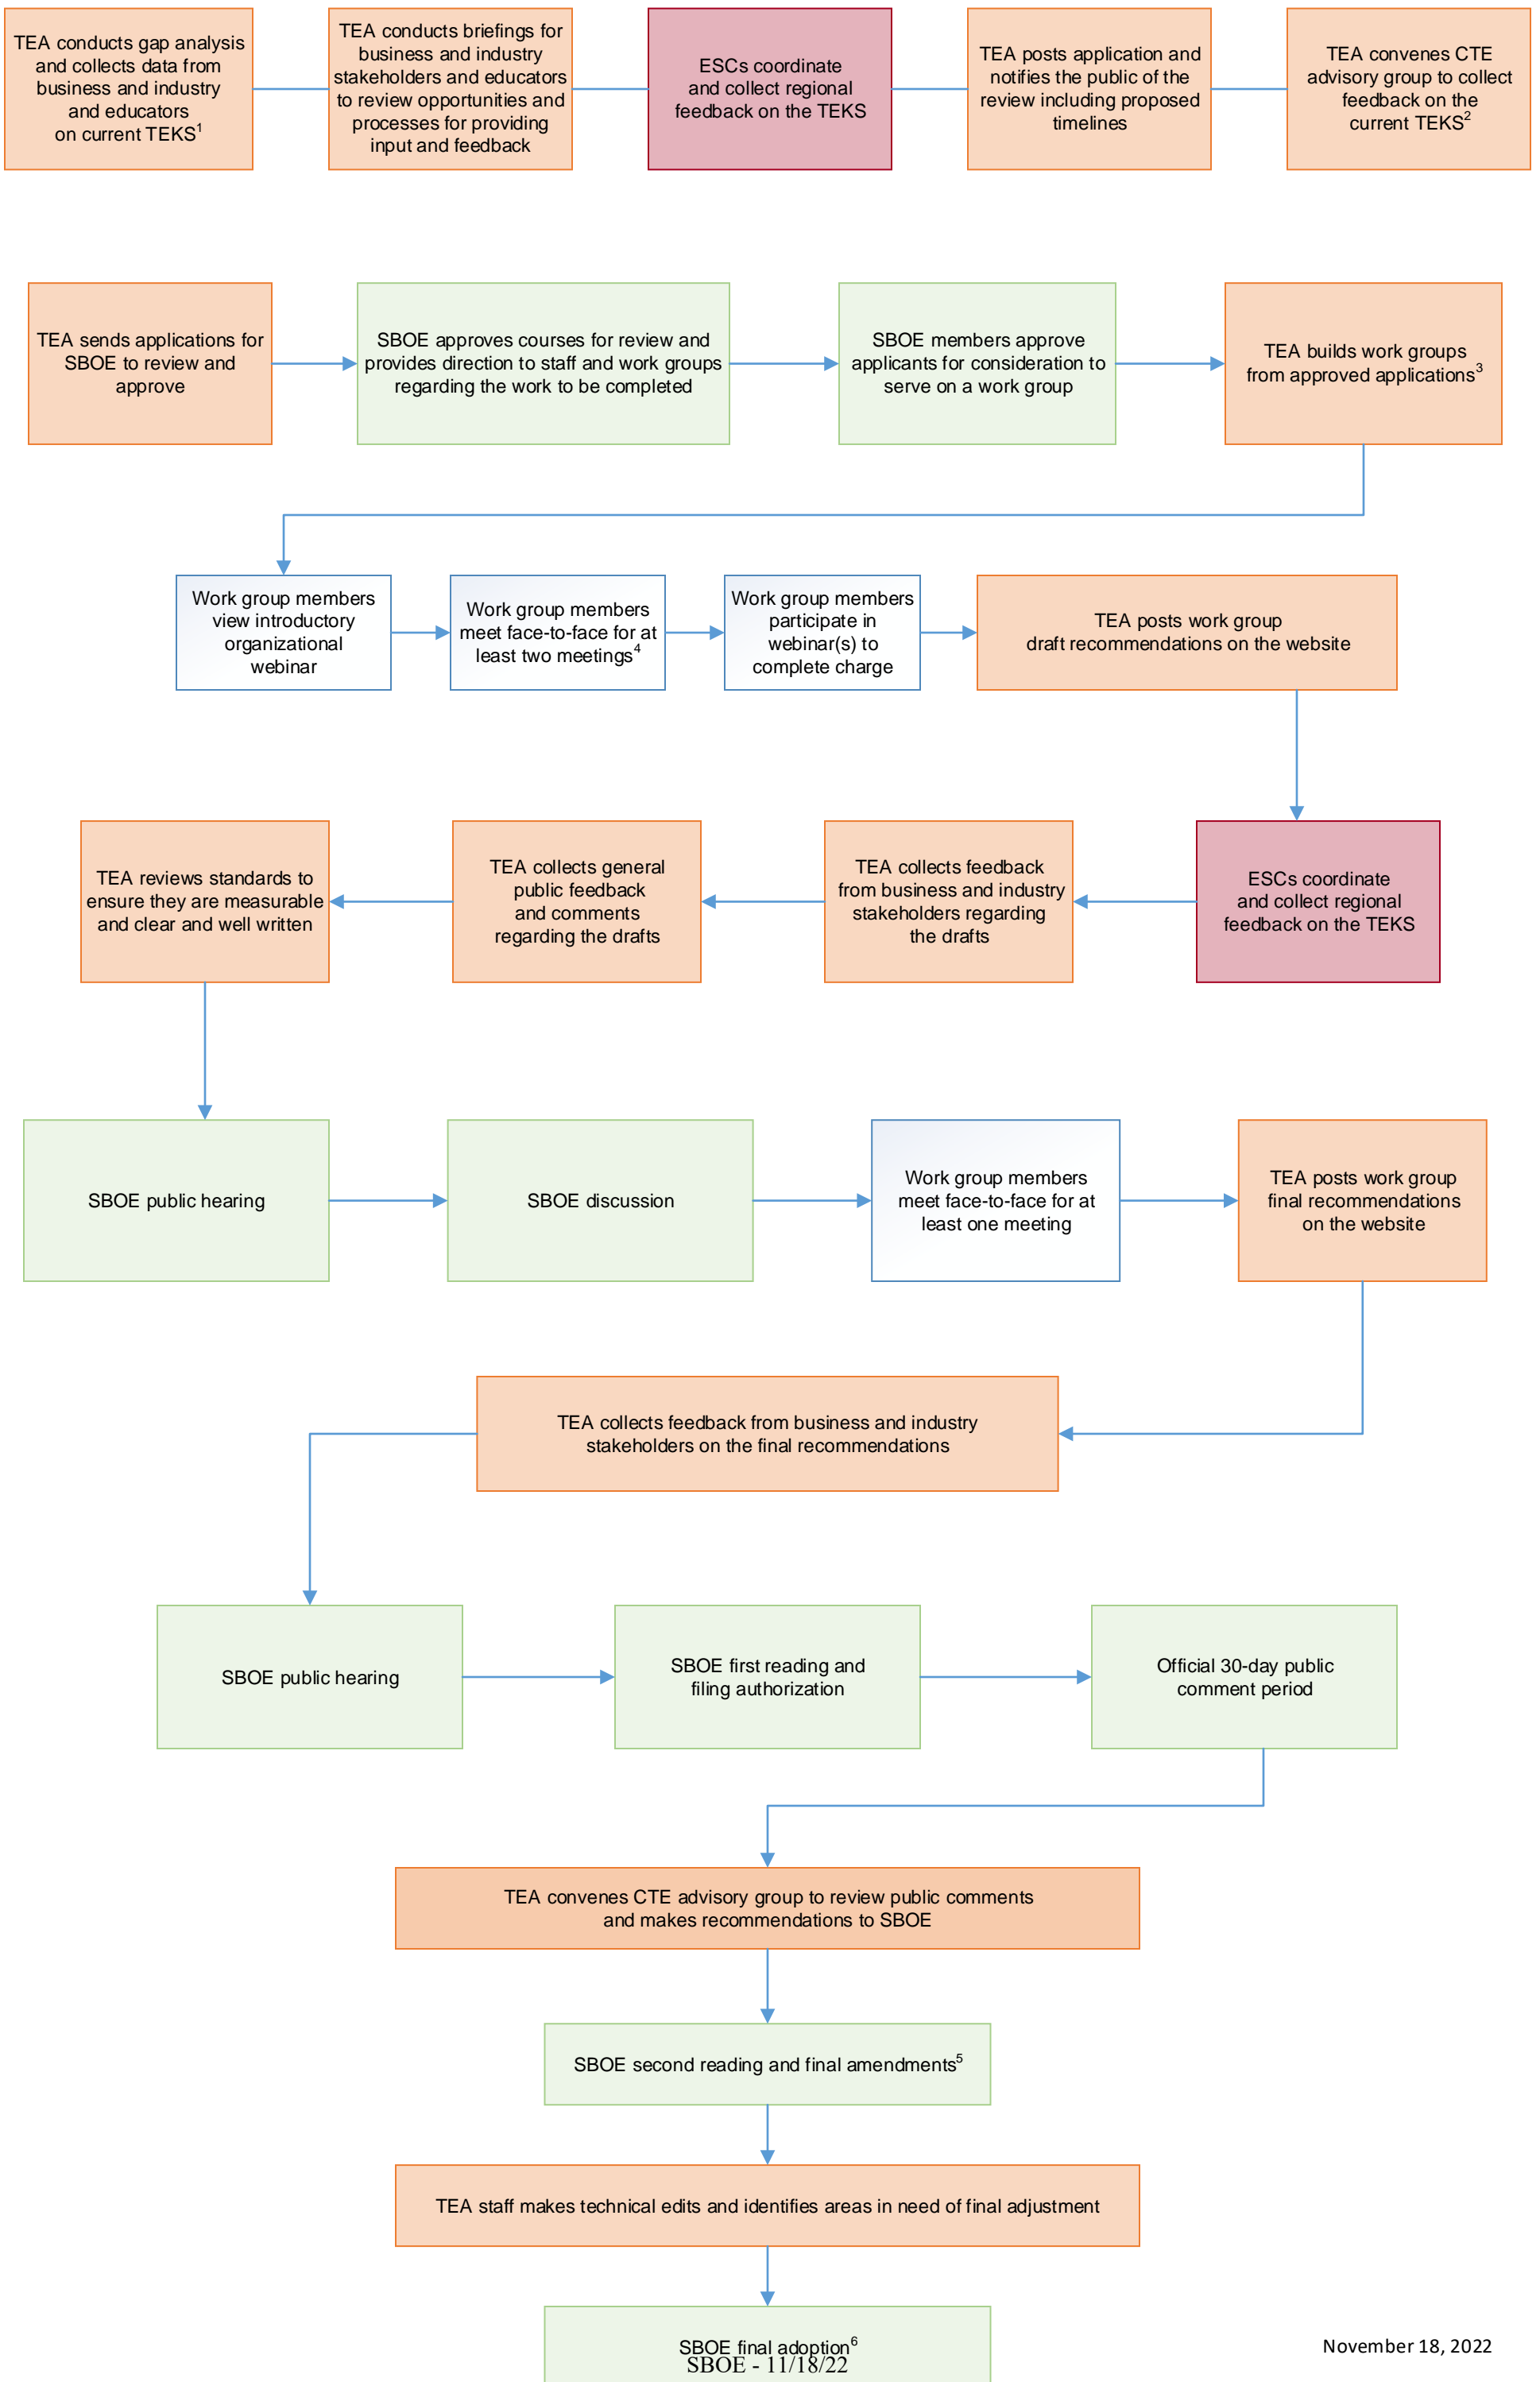 TEA conducts gap analysis
and collects data from
business and industry
and educators
on current TEKS1
TEA conducts briefings for
business and industry
stakeholders and educators
to review opportunities and
processes for providing
input and feedback
ESCs coordinate
and collect regional
feedback on the TEKS
TEA posts application and
notifies the public of the
review including proposed
timelines
TEA convenes CTE
advisory group to collect
feedback on the
current TEKS2
TEA sends applications for
SBOE to review and
approve
SBOE approves courses for review and
provides direction to staff and work groups
regarding the work to be completed
SBOE members approve
applicants for consideration to
serve on a work group
TEA builds work groups
from approved applications3
Work group members
view introductory
organizational
webinar
Work group members
meet face-to-face for at
least two meetings4
Work group members
participate in
webinar(s) to
complete charge
TEA posts work group
draft recommendations on the website
TEA reviews standards to
ensure they are measurable
and clear and well written
TEA collects general
public feedback
and comments
regarding the drafts
TEA collects feedback
from business and industry
stakeholders regarding
the drafts
ESCs coordinate
and collect regional
feedback on the TEKS
SBOE public hearing
SBOE discussion
Work group members
meet face-to-face for at
least one meeting
TEA posts work group
final recommendations
on the website
TEA collects feedback from business and industry
stakeholders on the final recommendations
SBOE public hearing
SBOE first reading and
filing authorization
Official 30-day public
comment period
TEA convenes CTE advisory group to review public comments
and makes recommendations to SBOE
SBOE second reading and final amendments5
TEA staff makes technical edits and identifies areas in need of final adjustment
SBOE final adoption6
SBOE - 11/18/22
November 18, 2022